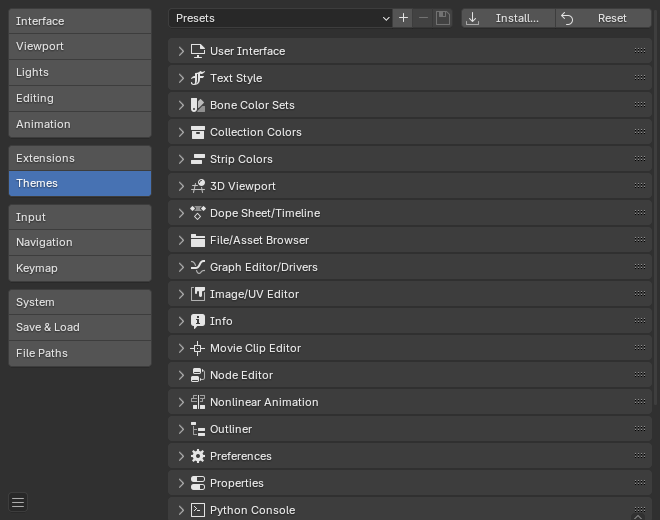 Interface
Viewport
Lights
Editing
Animation
Extensions
Themes
Input
Navigation
Keymap
System
Save & Load
File Paths
Presets
Install...
Reset
User Interface
Text Style
Bone Color Sets
Collection Colors
Strip Colors
3D Viewport
Dope Sheet/Timeline
File/Asset Browser
Graph Editor/Drivers
Image/UV Editor
Info
Movie Clip Editor
Node Editor
Nonlinear Animation
Outliner
Preferences
Properties
Python Console